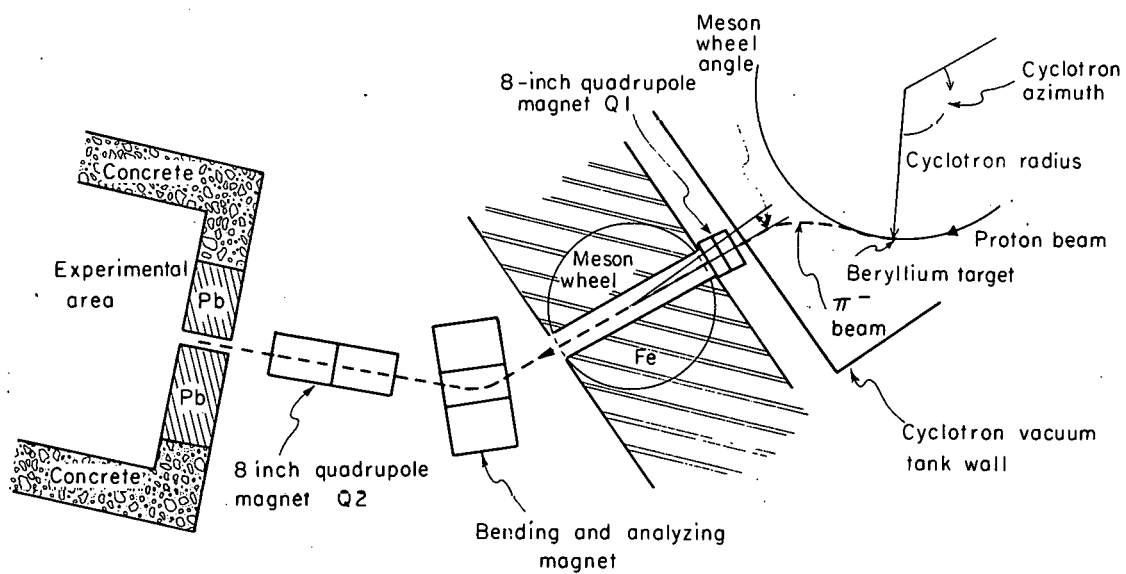 Meson
wheel
angle
8-inch quadrupole
magnet Q1
Cyclotron
azimuth
Cyclotron radius
Concrete
Proton beam
Experimental
area
Meson
wheel
Beryllium target
π⁻
beam
Pb
Fe
Pb
Cyclotron vacuum
tank wall
Concrete
8 inch quadrupole
magnet Q2
Bending and analyzing
magnet